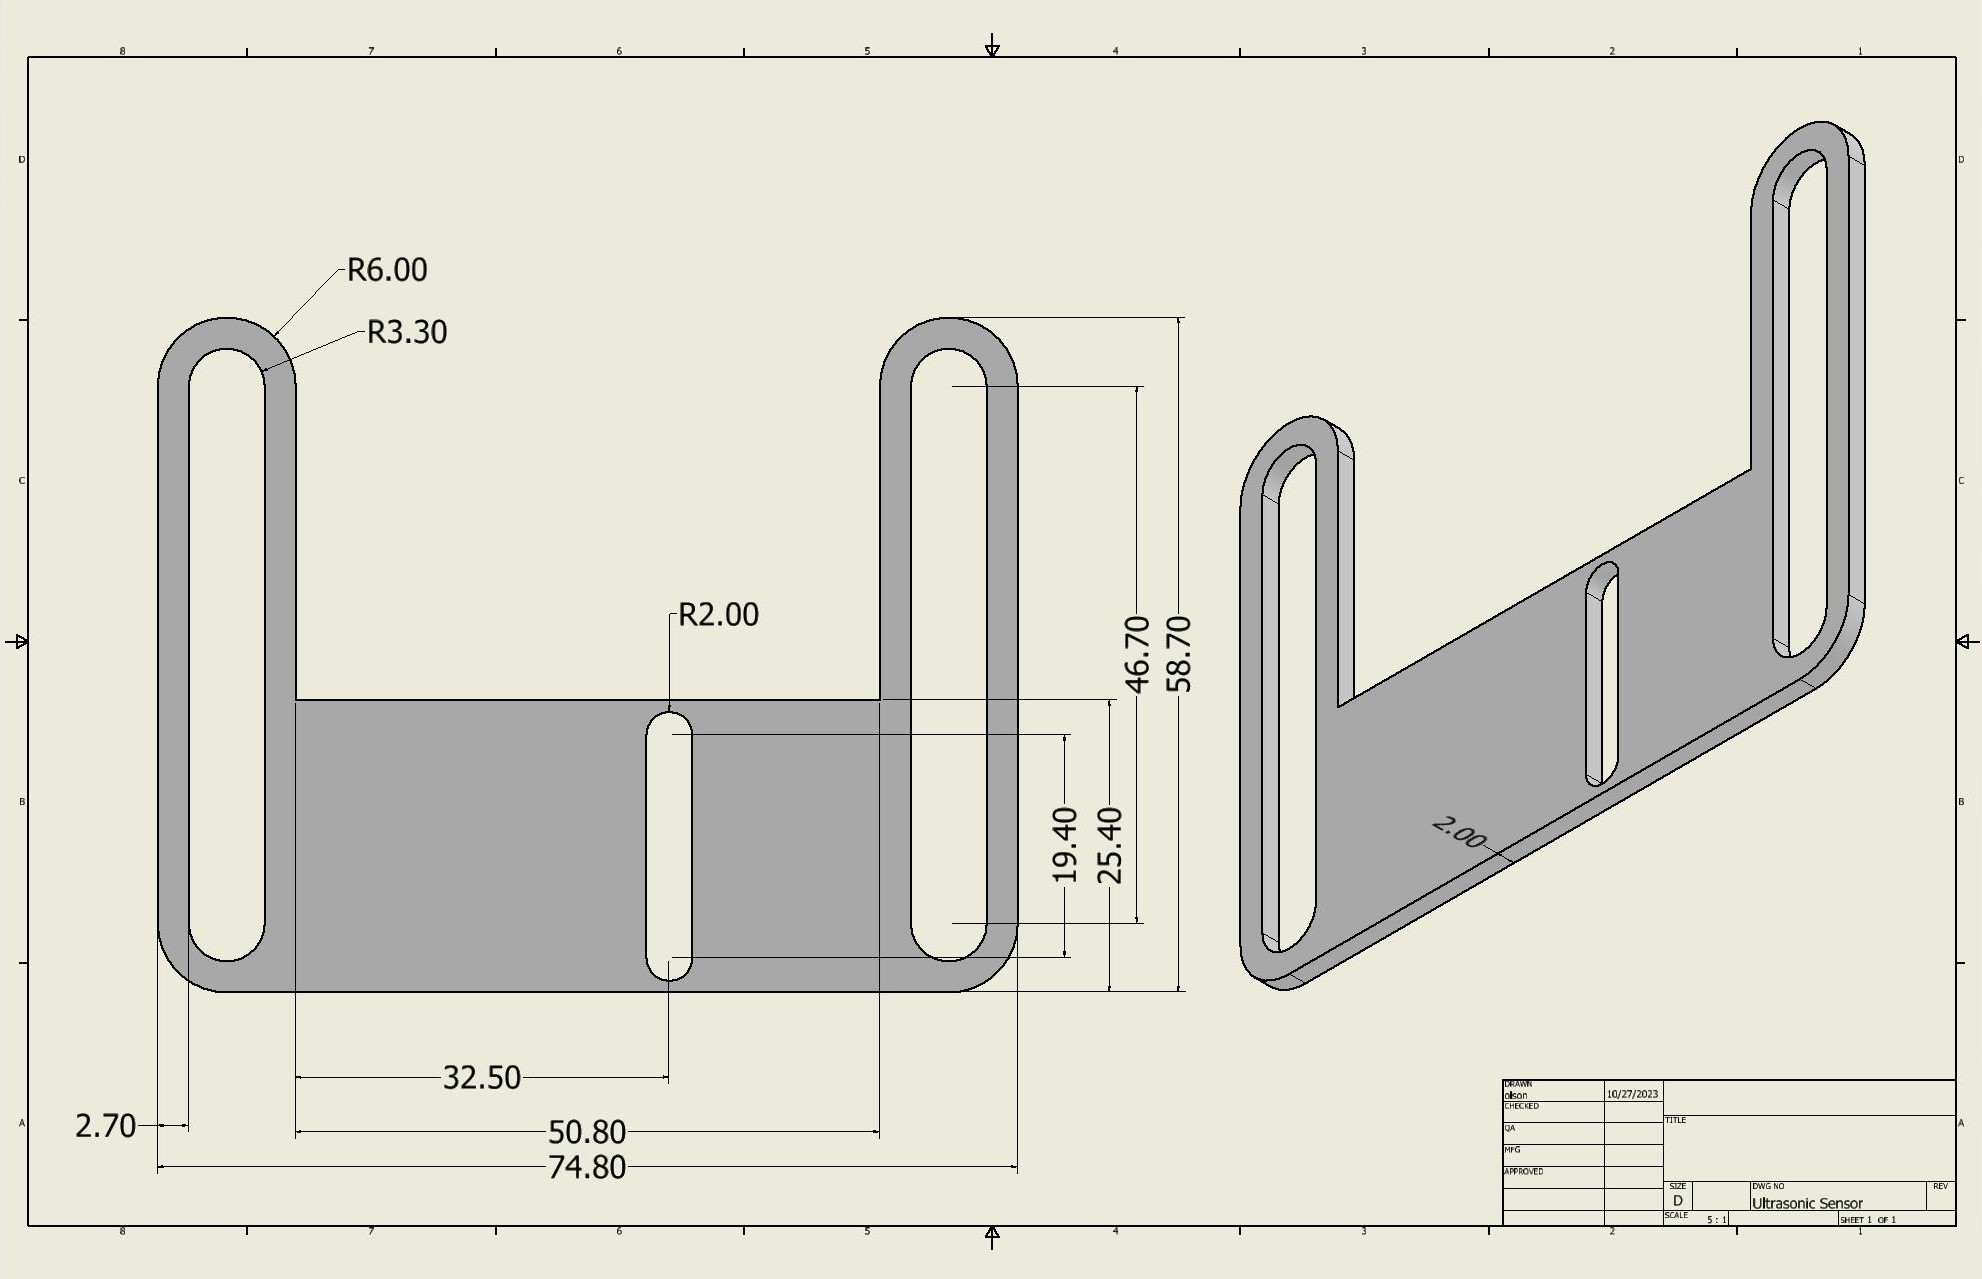 8 7 6 5 4 3 2 1
D D
R6.00
R3.30
C C
R2.00
46.70
58.70
19.40
25.40
B B
2.00
32.50
2.70
50.80
74.80
A A
DRAWN
olson
10/27/2023
CHECKED
QA
MFG
APPROVED
TITLE
SIZE
D
DWG NO
Ultrasonic Sensor
REV
SCALE
5 : 1
SHEET 1 OF 1
8 7 6 5 4 3 2 1